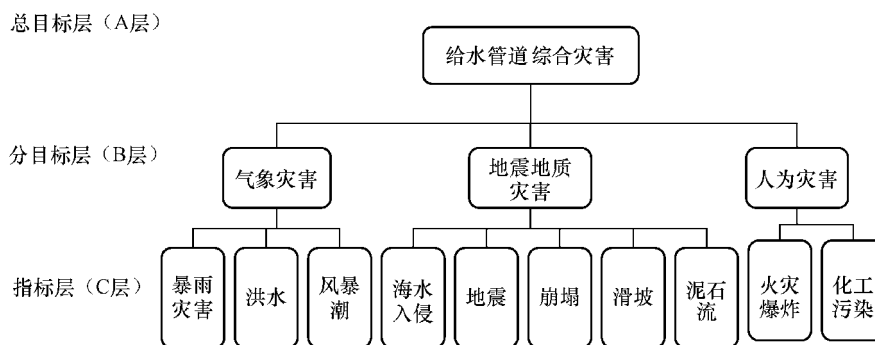 总目标层（A层）
给水管道综合灾害
分目标层（B层）
气象灾害
地震地质
灾害
人为灾害
指标层（C层）
暴雨
灾害
洪水
风暴
潮
海水
入侵
地震
崩塌
滑坡
泥石
流
火灾
爆炸
化工
污染